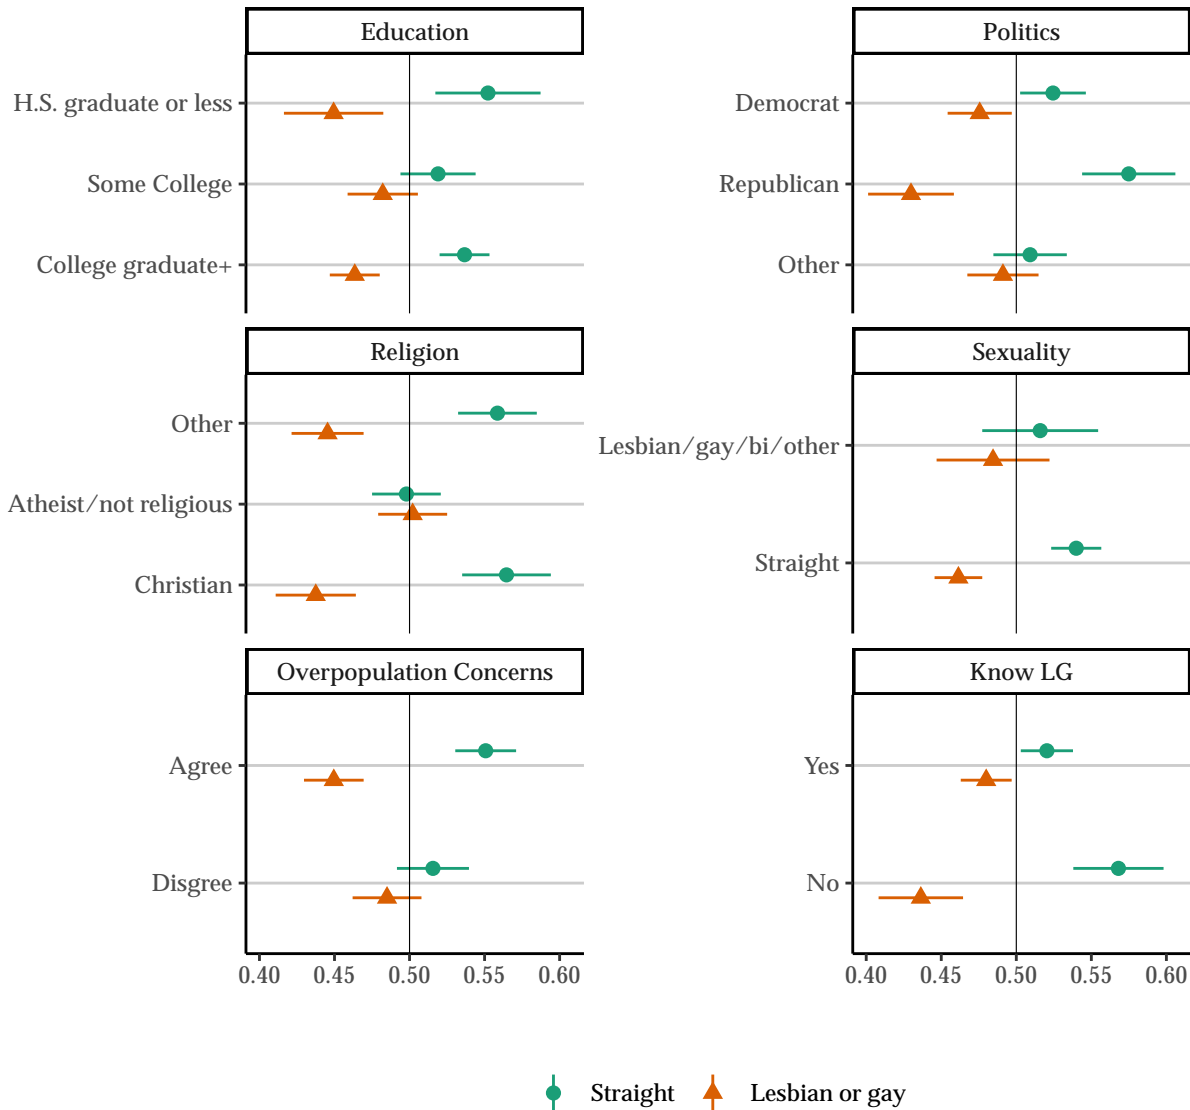 Education
H.S. graduate or less
Some College
College graduate+
Politics
Democrat
Republican
Other
Religion
Other
Atheist/not religious
Christian
Sexuality
Lesbian/gay/bi/other
Straight
Overpopulation Concerns
Agree
Disgree
0.40 0.45 0.50 0.55 0.60
Know LG
Yes
No
0.40 0.45 0.50 0.55 0.60
Straight Lesbian or gay